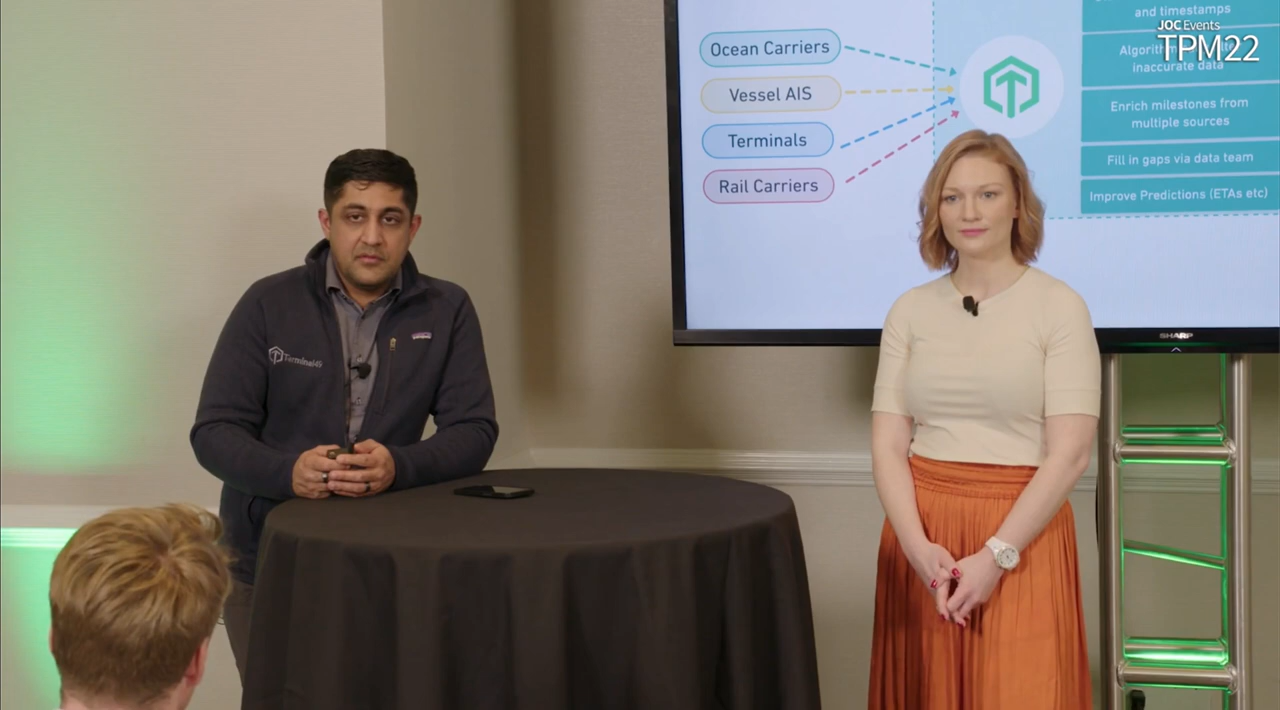 and timestamps
JOC Events
TPM22
inaccurate data
Enrich milestones from
multiple sources
Fill in gaps via data team
Improve Predictions (ETAs etc)
Ocean Carriers
Vessel AIS
Terminals
Rail Carriers
SHARP
Terminal49